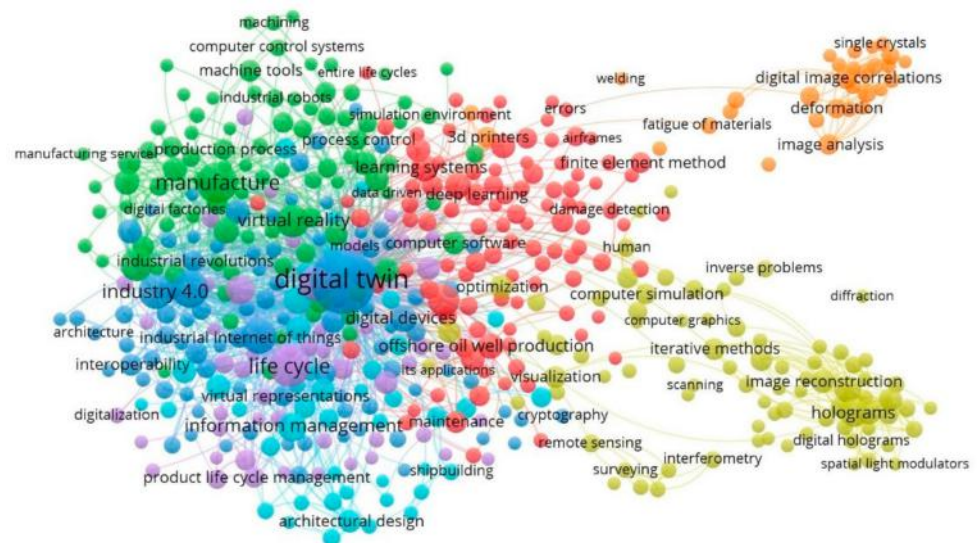 machining
single crystals
computer control systems
machine tools
entire life cycles
welding
digital image correlations
industrial robots
simulation environment
errors
deformation
fatigue of materials
process control
3d printers
airframes
image analysis
manufacturing service
production process
learning systems
finite element method
manufacture
data driven
deep learning
digital factories
virtual reality
damage detection
models
computer software
human
industrial revolutions
inverse problems
digital twin
industry 4.0
optimization
computer simulation
diffraction
digital devices
computer graphics
architecture
industrial internet of things
offshore oil well production
iterative methods
interoperability
life cycle
its applications
visualization
scanning
image reconstruction
virtual representations
digitalization
information management
maintenance
cryptography
holograms
remote sensing
digital holograms
interferometry
product life cycle management
shipbuilding
surveying
spatial light modulators
architectural design